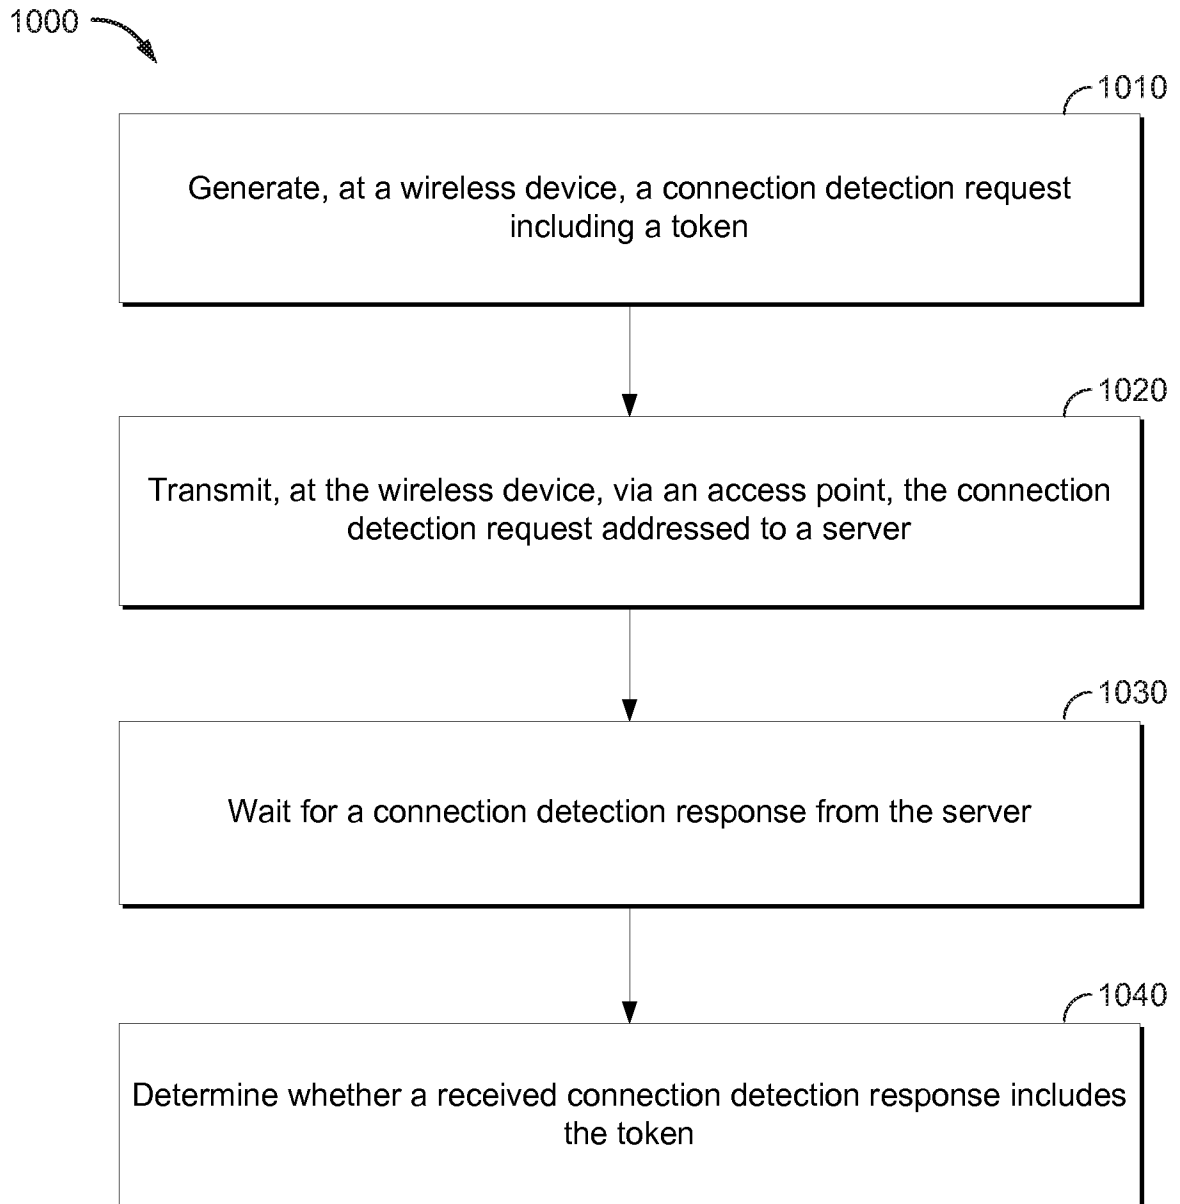 1000
1010
Generate, at a wireless device, a connection detection request
including a token
1020
Transmit, at the wireless device, via an access point, the connection
detection request addressed to a server
1030
Wait for a connection detection response from the server
1040
Determine whether a received connection detection response includes
the token